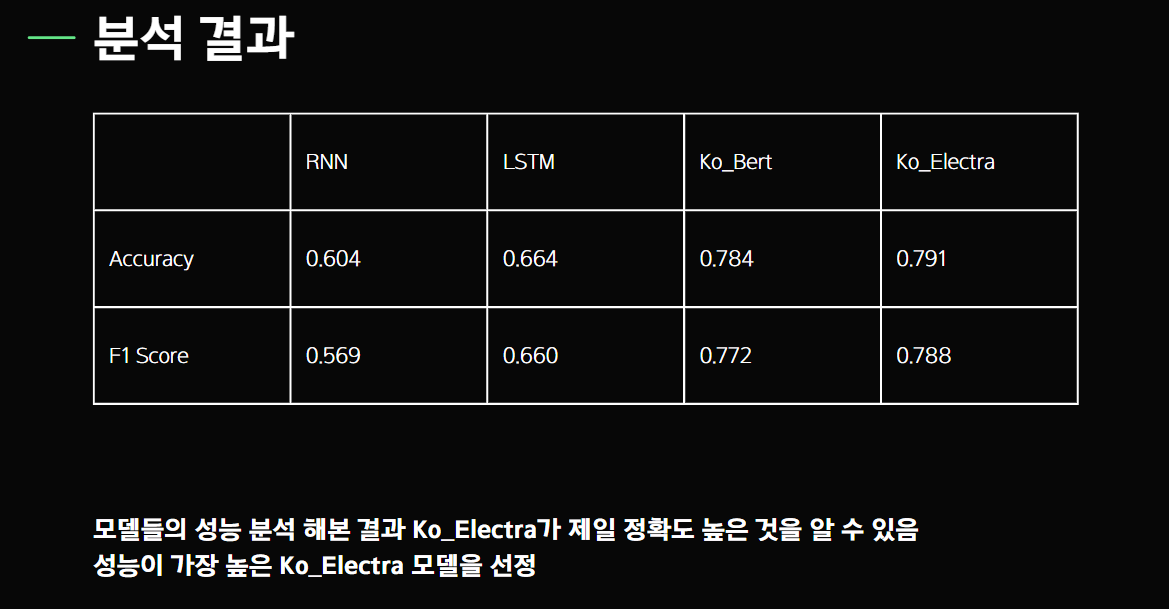 분석 결과
RNN LSTM Ko_Bert Ko_Electra
Accuracy 0.604 0.664 0.784 0.791
F1 Score 0.569 0.660 0.772 0.788
모델들의 성능 분석 해본 결과 Ko_Electra가 제일 정확도 높은 것을 알 수 있음
성능이 가장 높은 Ko_Electra 모델을 선정